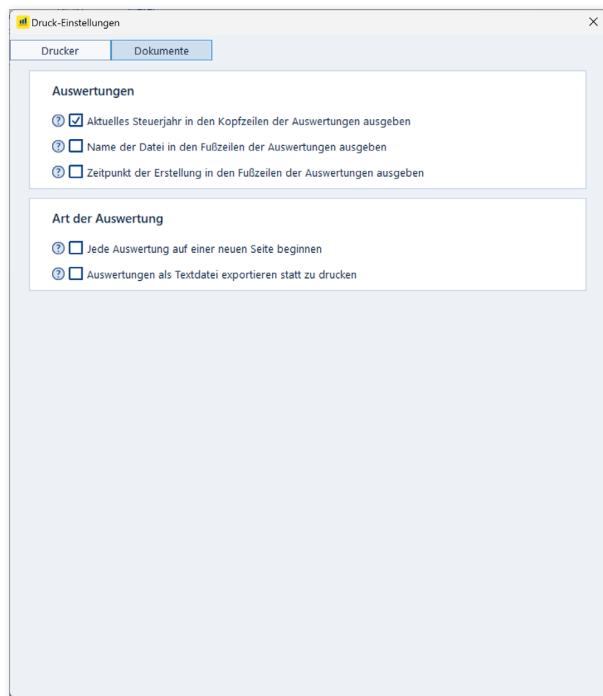 Druck-Einstellungen
Drucker
Dokumente
Auswertungen
Aktuelles Steuerjahr in den Kopfzeilen der Auswertungen ausgeben
Name der Datei in den Fußzeilen der Auswertungen ausgeben
Zeitpunkt der Erstellung in den Fußzeilen der Auswertungen ausgeben
Art der Auswertung
Jede Auswertung auf einer neuen Seite beginnen
Auswertungen als Textdatei exportieren statt zu drucken